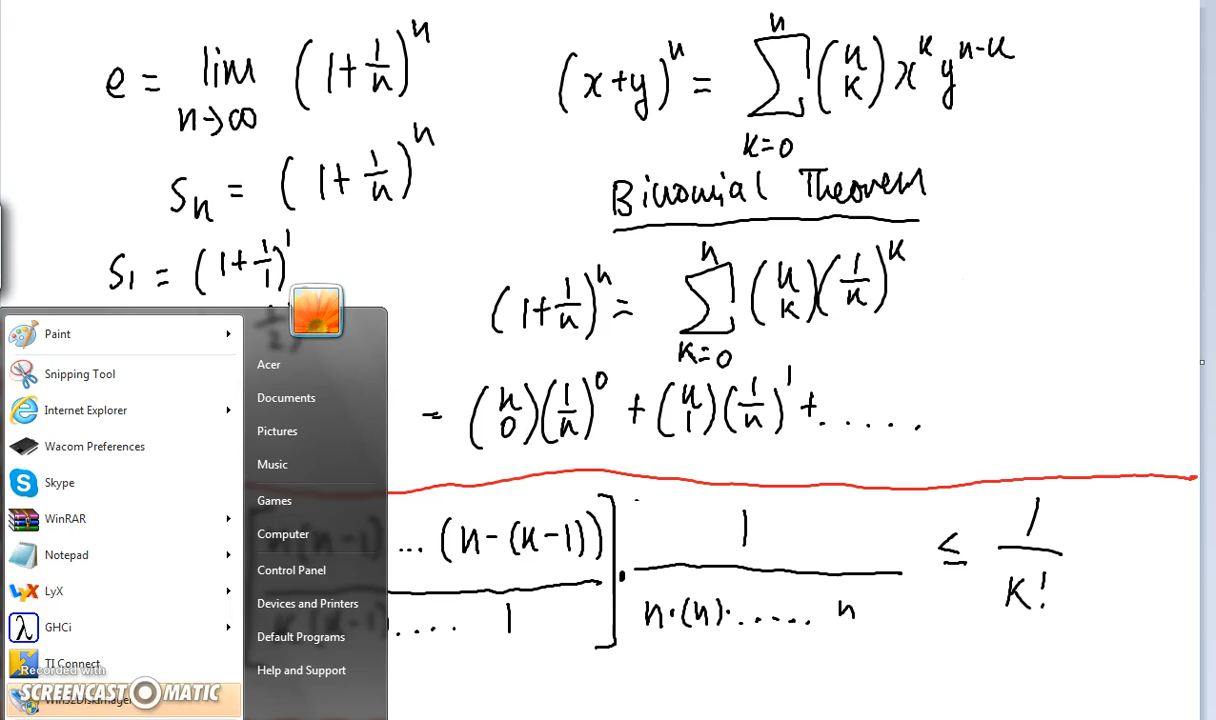 e = lim n→∞ (1 + 1/n)^n
(x+y)^n = ∑_{k=0}^{n} (n k) x^k y^{n-k}
s_n = (1 + 1/n)^n
Binomial Theorem
s_1 = (1 + 1/1)^1
(1 + 1/n)^n = ∑_{k=0}^{n} (n k)(1/n)^k
= (n 0)(1/n)^0 + (n 1)(1/n)^1 + .....
[n(n-1) ... (n-(k-1)) / k(k-1) .... 1] · 1 / n·(n)·..... n ≤ 1/k!
Paint
Snipping Tool
Internet Explorer
Wacom Preferences
Skype
WinRAR
Notepad
LyX
GHCi
TI Connect
Win32DiskImager
Acer
Documents
Pictures
Music
Games
Computer
Control Panel
Devices and Printers
Default Programs
Help and Support
Recorded with
SCREENCAST-O-MATIC